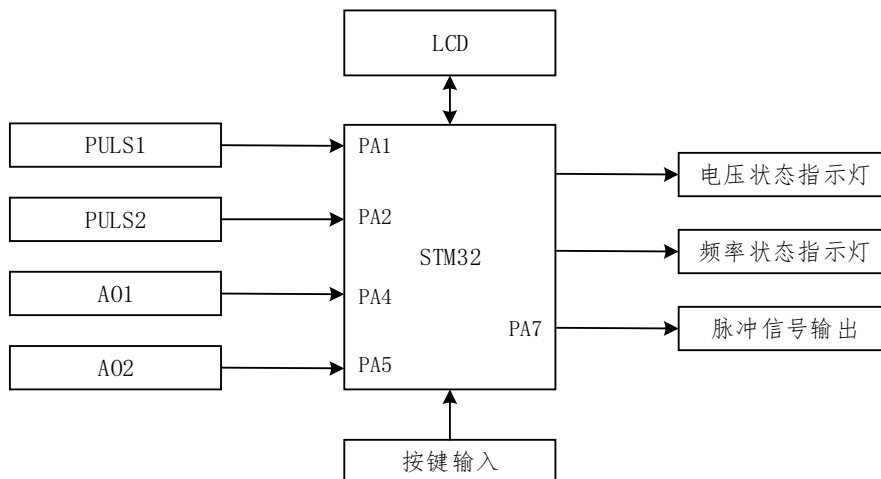 LCD
PULS1
PA1
电压状态指示灯
PULS2
PA2
频率状态指示灯
STM32
AO1
PA4
脉冲信号输出
PA7
AO2
PA5
按键输入